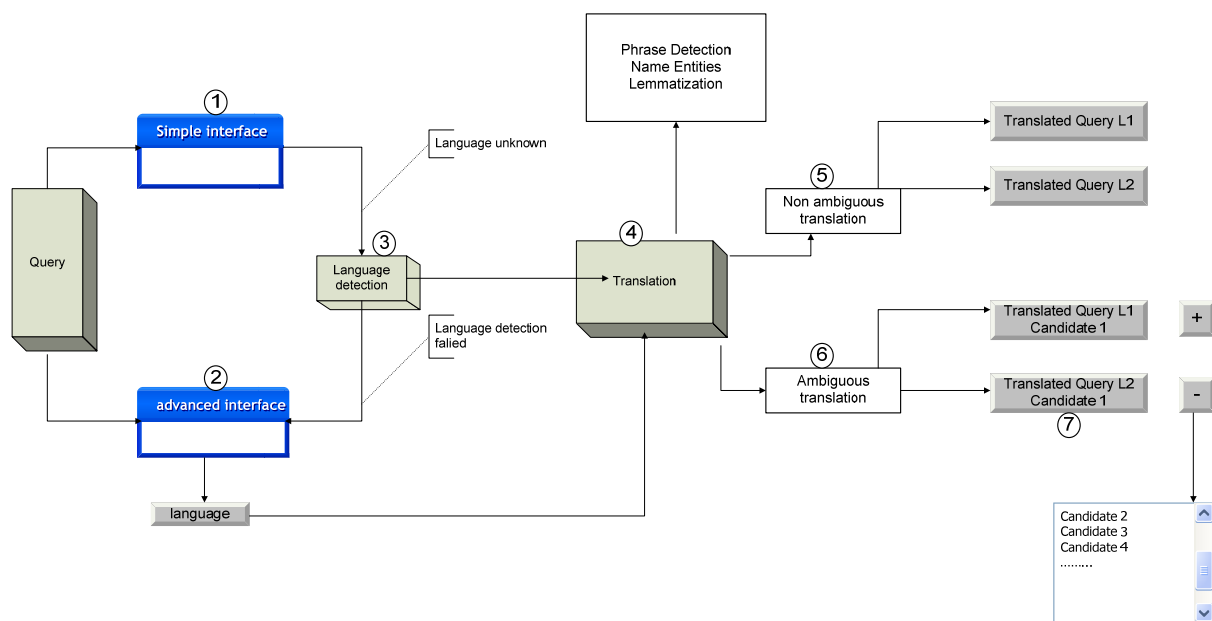 Phrase Detection
Name Entities
Lemmatization
1
Simple interface
Language unknown
Translated Query L1
5
Non ambiguous
translation
Translated Query L2
Query
3
Language
detection
4
Translation
Language detection
falied
Translated Query L1
Candidate 1
+
2
advanced interface
6
Ambiguous
translation
Translated Query L2
Candidate 1
-
7
language
Candidate 2
Candidate 3
Candidate 4
.........